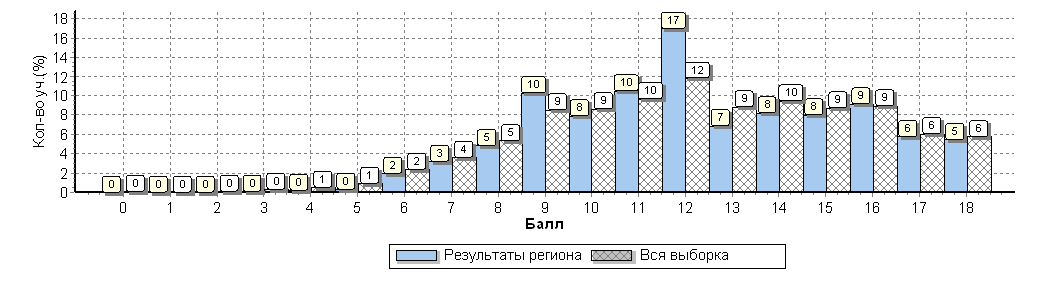 Кол-во уч.(%)
18
16
14
12
10
8
6
4
2
0
0 0 0 0 0 0 0 0 0 1 0 1 2 2 3 4 5 5 10 9 8 9 10 10 17 12 7 9 8 10 8 9 9 9 6 6 5 6
0 1 2 3 4 5 6 7 8 9 10 11 12 13 14 15 16 17 18
Балл
Результаты региона Вся выборка